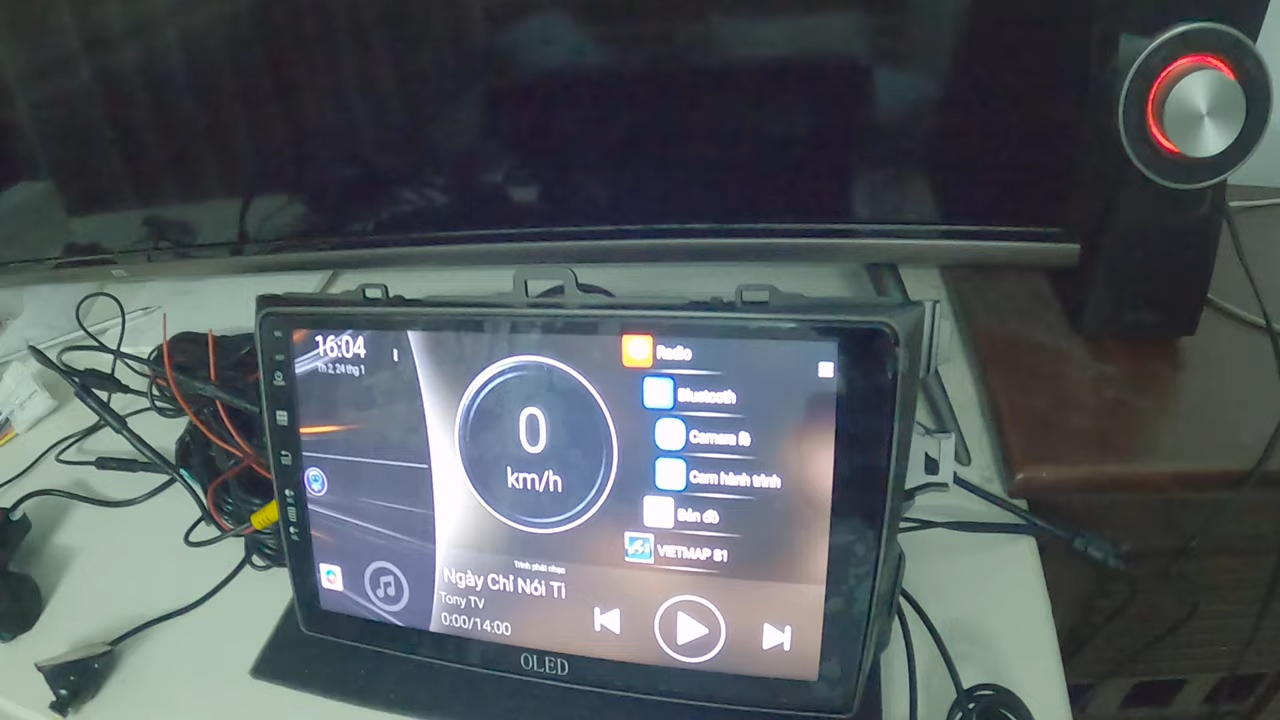 16:04
Th 2, 24 thg 1
0
km/h
Radio
Bluetooth
Camera lề
Cam hành trình
Bản đồ
VIETMAP S1
Trình phát nhạc
Ngày Chỉ Nói Ti
Tony TV
0:00/14:00
OLED